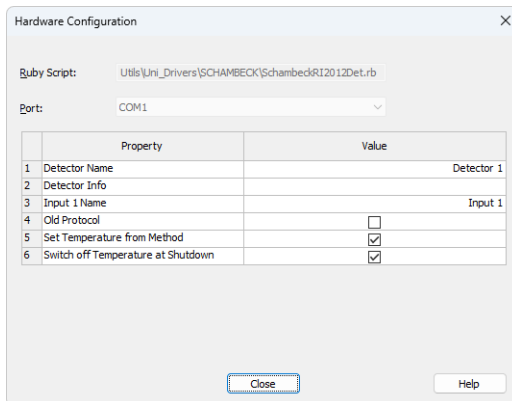 Hardware Configuration
Ruby Script: Utils\Uni_Drivers\SCHAMBECK\SchambeckRI2012Det.rb
Port: COM1
Property Value
1 Detector Name Detector 1
2 Detector Info
3 Input 1 Name Input 1
4 Old Protocol
5 Set Temperature from Method
6 Switch off Temperature at Shutdown
Close Help